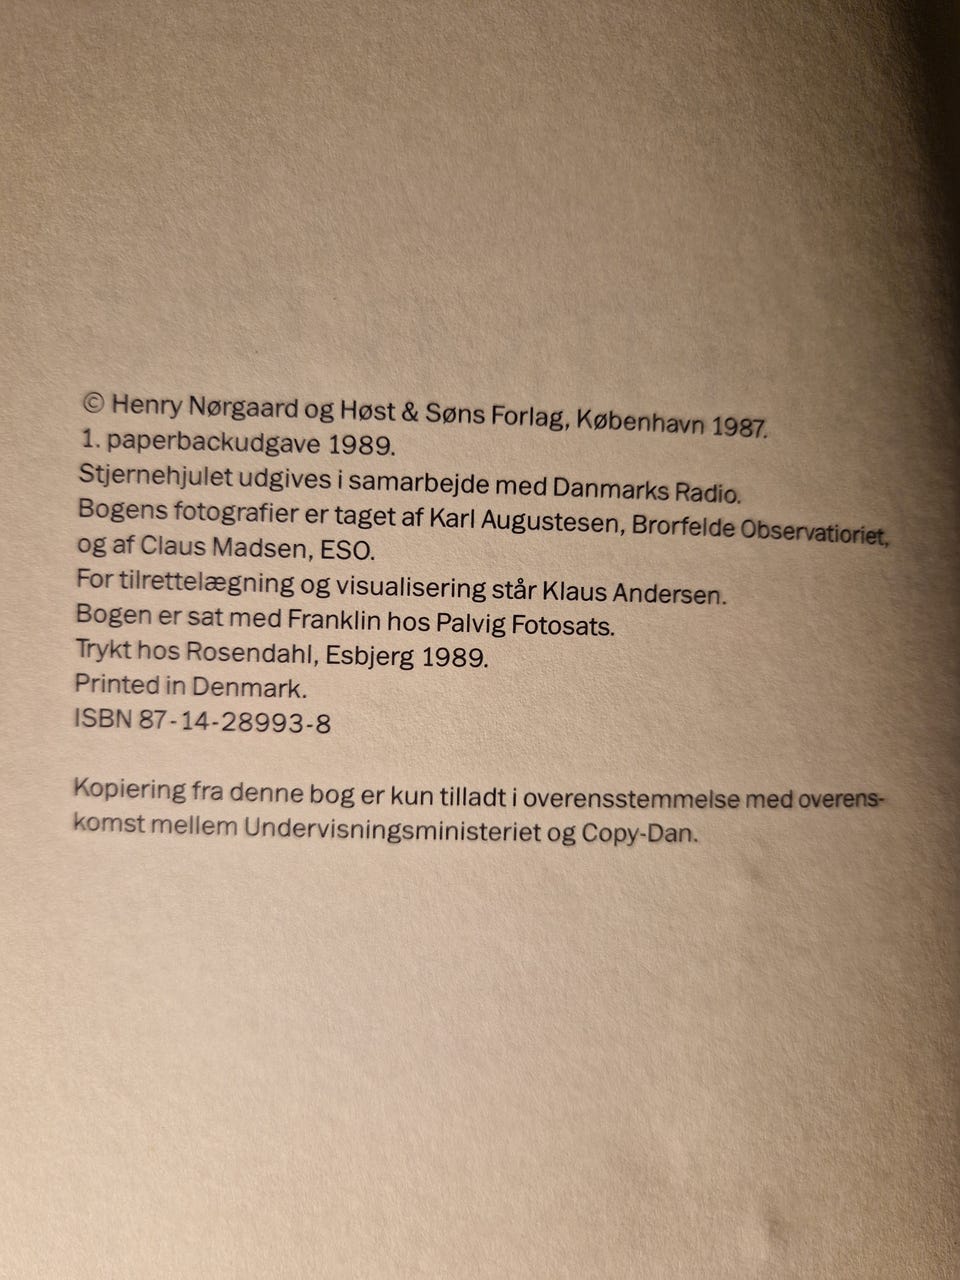 © Henry Nørgaard og Høst & Søns Forlag, København 1987.
1. paperbackudgave 1989.
Stjernehjulet udgives i samarbejde med Danmarks Radio.
Bogens fotografier er taget af Karl Augustesen, Brorfelde Observatioriet,
og af Claus Madsen, ESO.
For tilrettelægning og visualisering står Klaus Andersen.
Bogen er sat med Franklin hos Palvig Fotosats.
Trykt hos Rosendahl, Esbjerg 1989.
Printed in Denmark.
ISBN 87-14-28993-8
Kopiering fra denne bog er kun tilladt i overensstemmelse med overens-
komst mellem Undervisningsministeriet og Copy-Dan.